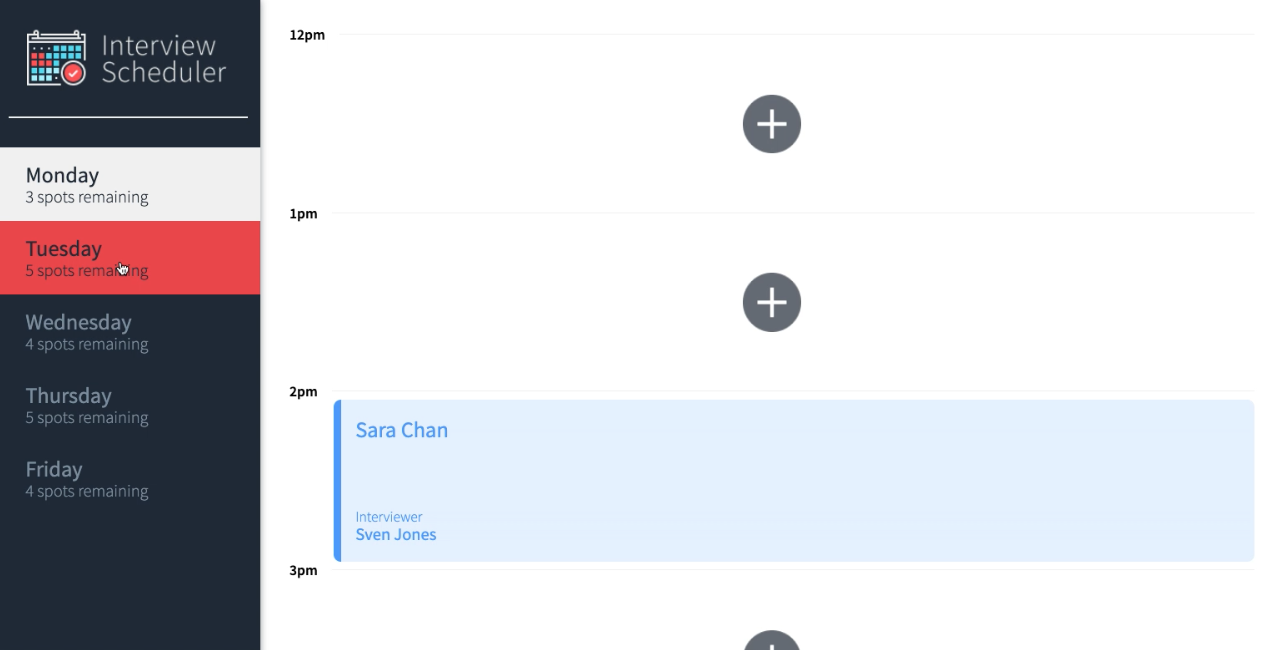 Interview
Scheduler
Monday
3 spots remaining
Tuesday
5 spots remaining
Wednesday
4 spots remaining
Thursday
5 spots remaining
Friday
4 spots remaining
12pm
1pm
2pm
Sara Chan
Interviewer
Sven Jones
3pm